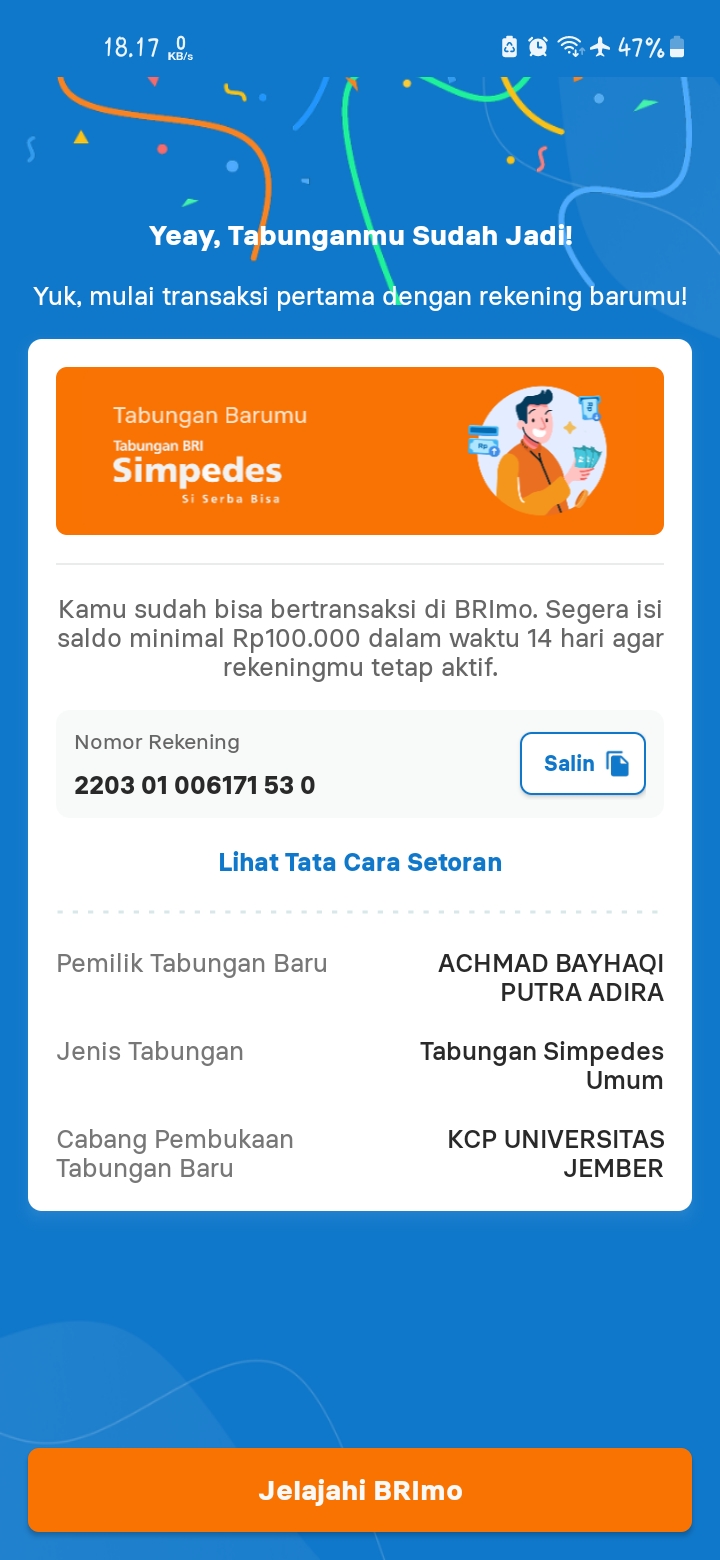 18.17 0 KB/s 47%
Yeay, Tabunganmu Sudah Jadi!
Yuk, mulai transaksi pertama dengan rekening barumu!
Tabungan Barumu
Tabungan BRI
Simpedes
Si Serba Bisa
Rp
Kamu sudah bisa bertransaksi di BRImo. Segera isi
saldo minimal Rp100.000 dalam waktu 14 hari agar
rekeningmu tetap aktif.
Nomor Rekening
2203 01 006171 53 0
Salin
Lihat Tata Cara Setoran
Pemilik Tabungan Baru
ACHMAD BAYHAQI
PUTRA ADIRA
Jenis Tabungan
Tabungan Simpedes
Umum
Cabang Pembukaan
Tabungan Baru
KCP UNIVERSITAS
JEMBER
Jelajahi BRImo